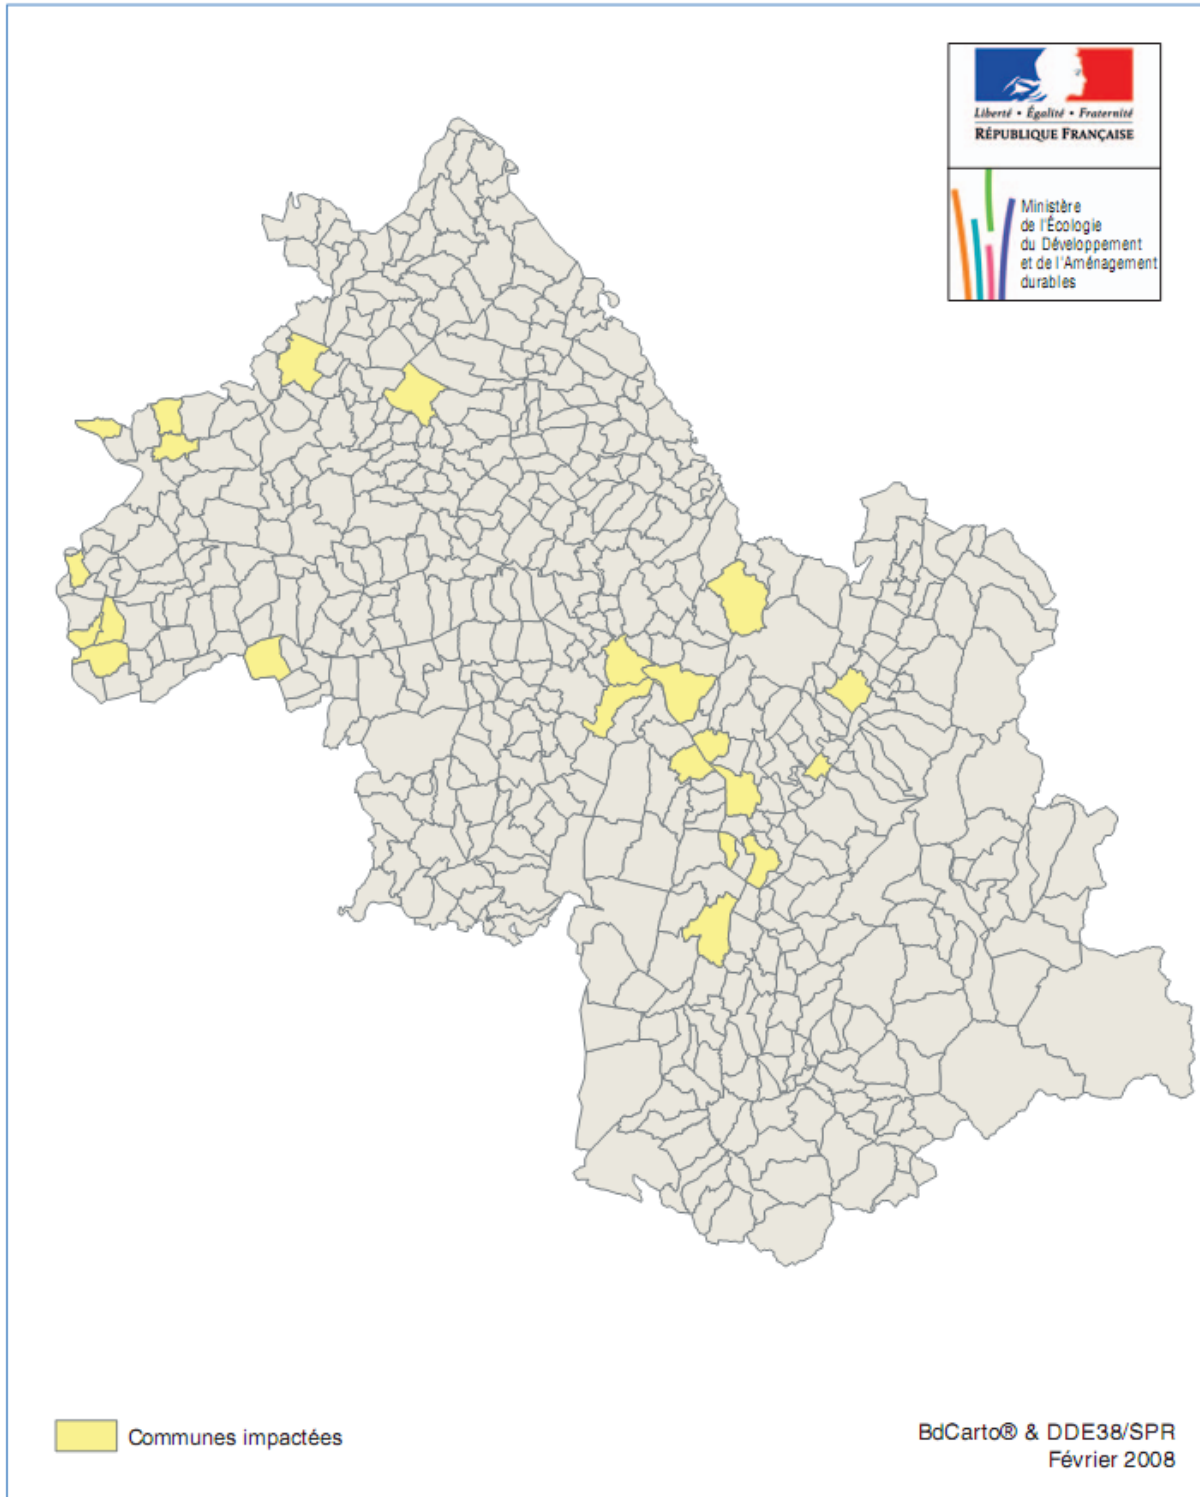 Liberté • Égalité • Fraternité
RÉPUBLIQUE FRANÇAISE
Ministère
de l'Écologie
du Développement
et de l'Aménagement
durables
Communes impactées
BdCarto® & DDE38/SPR
Février 2008